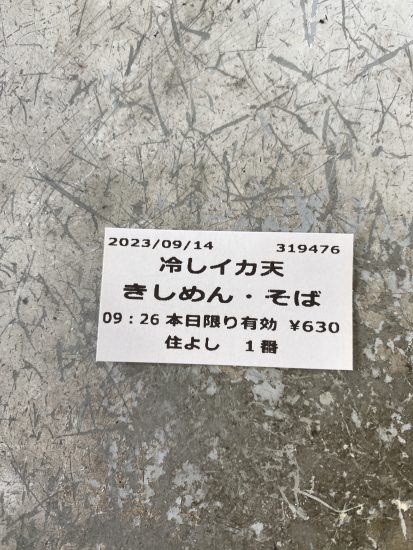 2023/09/14 319476
冷しイカ天
きしめん・そば
09：26 本日限り有効 ¥630
住よし 1番